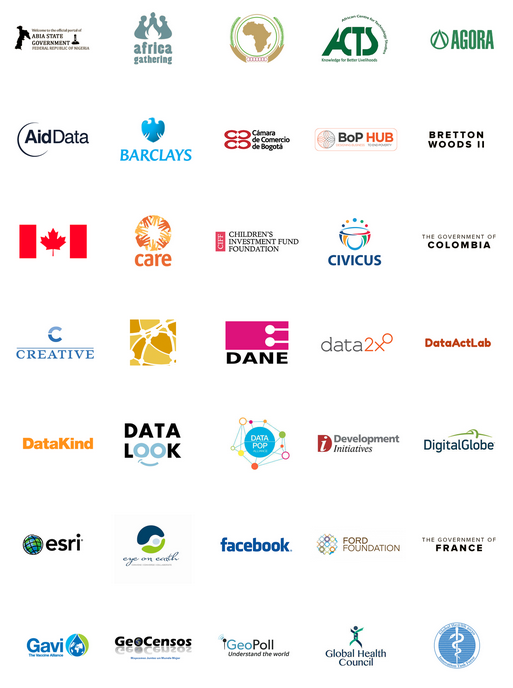 Welcome to the official portal of
ABIA STATE
GOVERNMENT
FEDERAL REPUBLIC OF NIGERIA
africa
gathering
African Centre for Technology Studies
ACTS
Knowledge for Better Livelihoods
AGORA
AidData
BARCLAYS
Cámara
de Comercio
de Bogotá
BoP HUB
BRETTON
WOODS II
care
CIFF
CHILDREN'S
INVESTMENT FUND
FOUNDATION
CIVICUS
THE GOVERNMENT OF
COLOMBIA
C
CREATIVE
DANE
data2x
DataActLab
DataKind
DATA
LOOK
DATA
POP
ALLIANCE
Development
Initiatives
DigitalGlobe
esri
eye on earth
facebook
FORD
FOUNDATION
THE GOVERNMENT OF
FRANCE
Gavi
The Vaccine Alliance
GeoCensos
GeoPoll
Understand the world
Global Health
Council